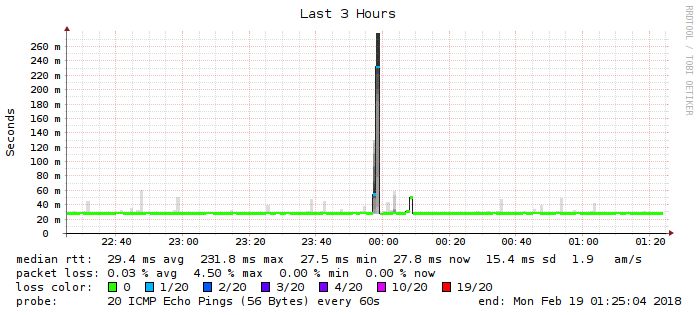 Last 3 Hours
RRDTOOL / TOBI OETIKER
Seconds
260 m
240 m
220 m
200 m
180 m
160 m
140 m
120 m
100 m
80 m
60 m
40 m
20 m
0
22:40 23:00 23:20 23:40 00:00 00:20 00:40 01:00 01:20
median rtt: 29.4 ms avg 231.8 ms max 27.5 ms min 27.8 ms now 15.4 ms sd 1.9 am/s
packet loss: 0.03 % avg 4.50 % max 0.00 % min 0.00 % now
loss color: 0 1/20 2/20 3/20 4/20 10/20 19/20
probe: 20 ICMP Echo Pings (56 Bytes) every 60s end: Mon Feb 19 01:25:04 2018